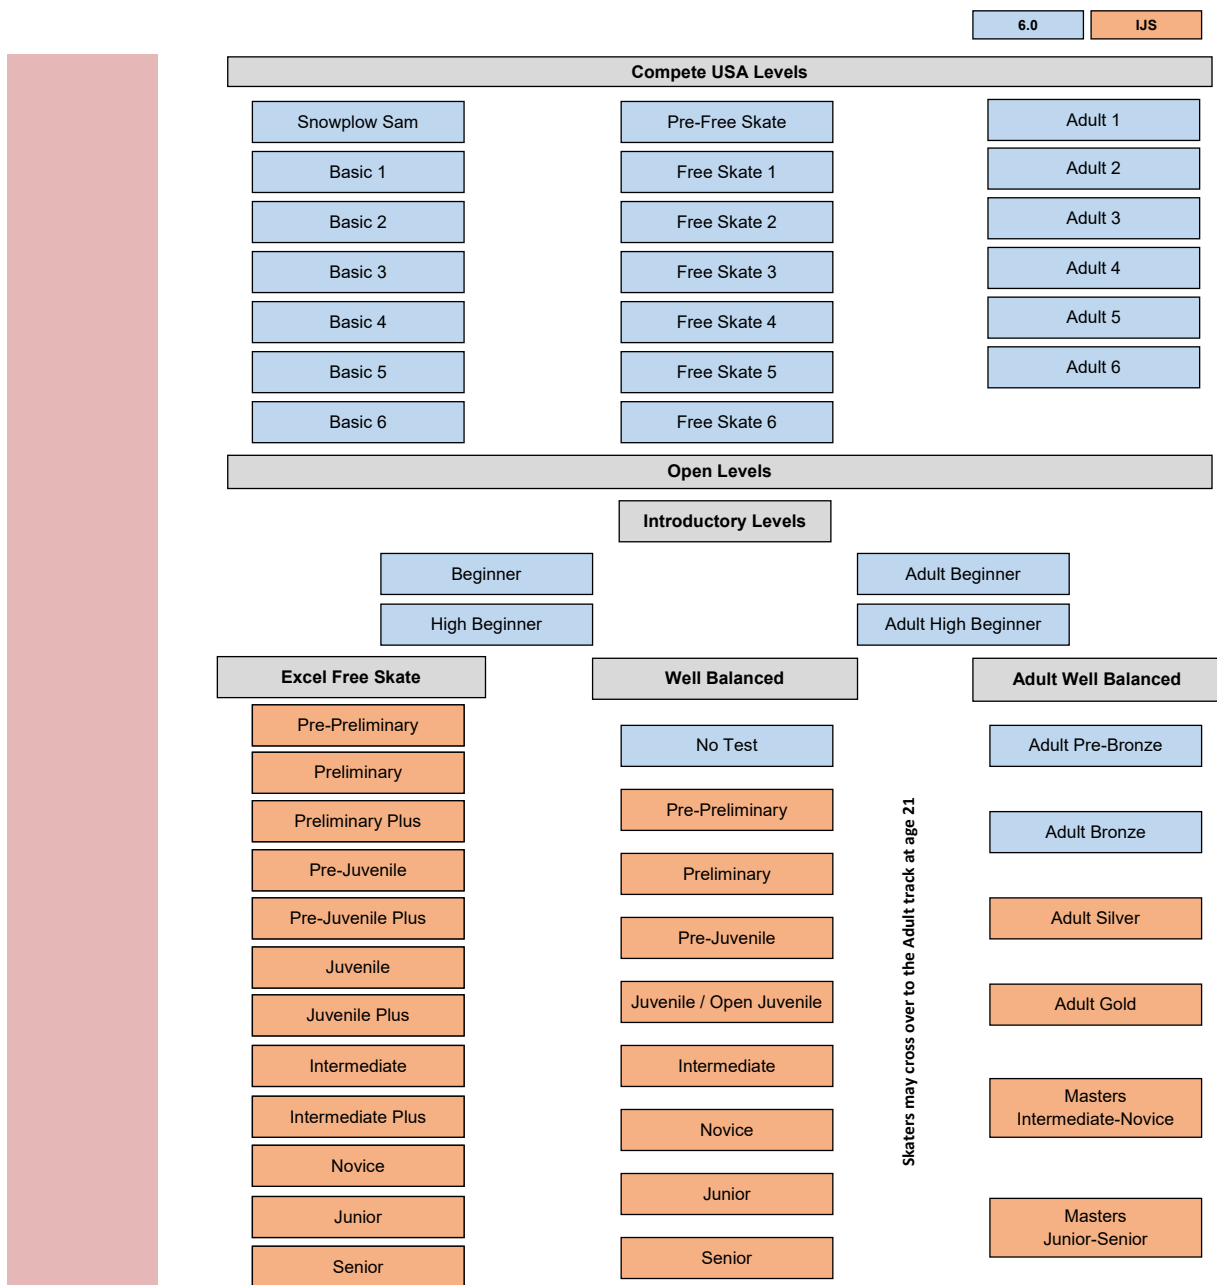 6.0
IJS
Compete USA Levels
Snowplow Sam
Basic 1
Basic 2
Basic 3
Basic 4
Basic 5
Basic 6
Pre-Free Skate
Free Skate 1
Free Skate 2
Free Skate 3
Free Skate 4
Free Skate 5
Free Skate 6
Adult 1
Adult 2
Adult 3
Adult 4
Adult 5
Adult 6
Open Levels
Introductory Levels
Beginner
High Beginner
Adult Beginner
Adult High Beginner
Excel Free Skate
Pre-Preliminary
Preliminary
Preliminary Plus
Pre-Juvenile
Pre-Juvenile Plus
Juvenile
Juvenile Plus
Intermediate
Intermediate Plus
Novice
Junior
Senior
Well Balanced
No Test
Pre-Preliminary
Preliminary
Pre-Juvenile
Juvenile / Open Juvenile
Intermediate
Novice
Junior
Senior
Skaters may cross over to the Adult track at age 21
Adult Well Balanced
Adult Pre-Bronze
Adult Bronze
Adult Silver
Adult Gold
Masters
Intermediate-Novice
Masters
Junior-Senior